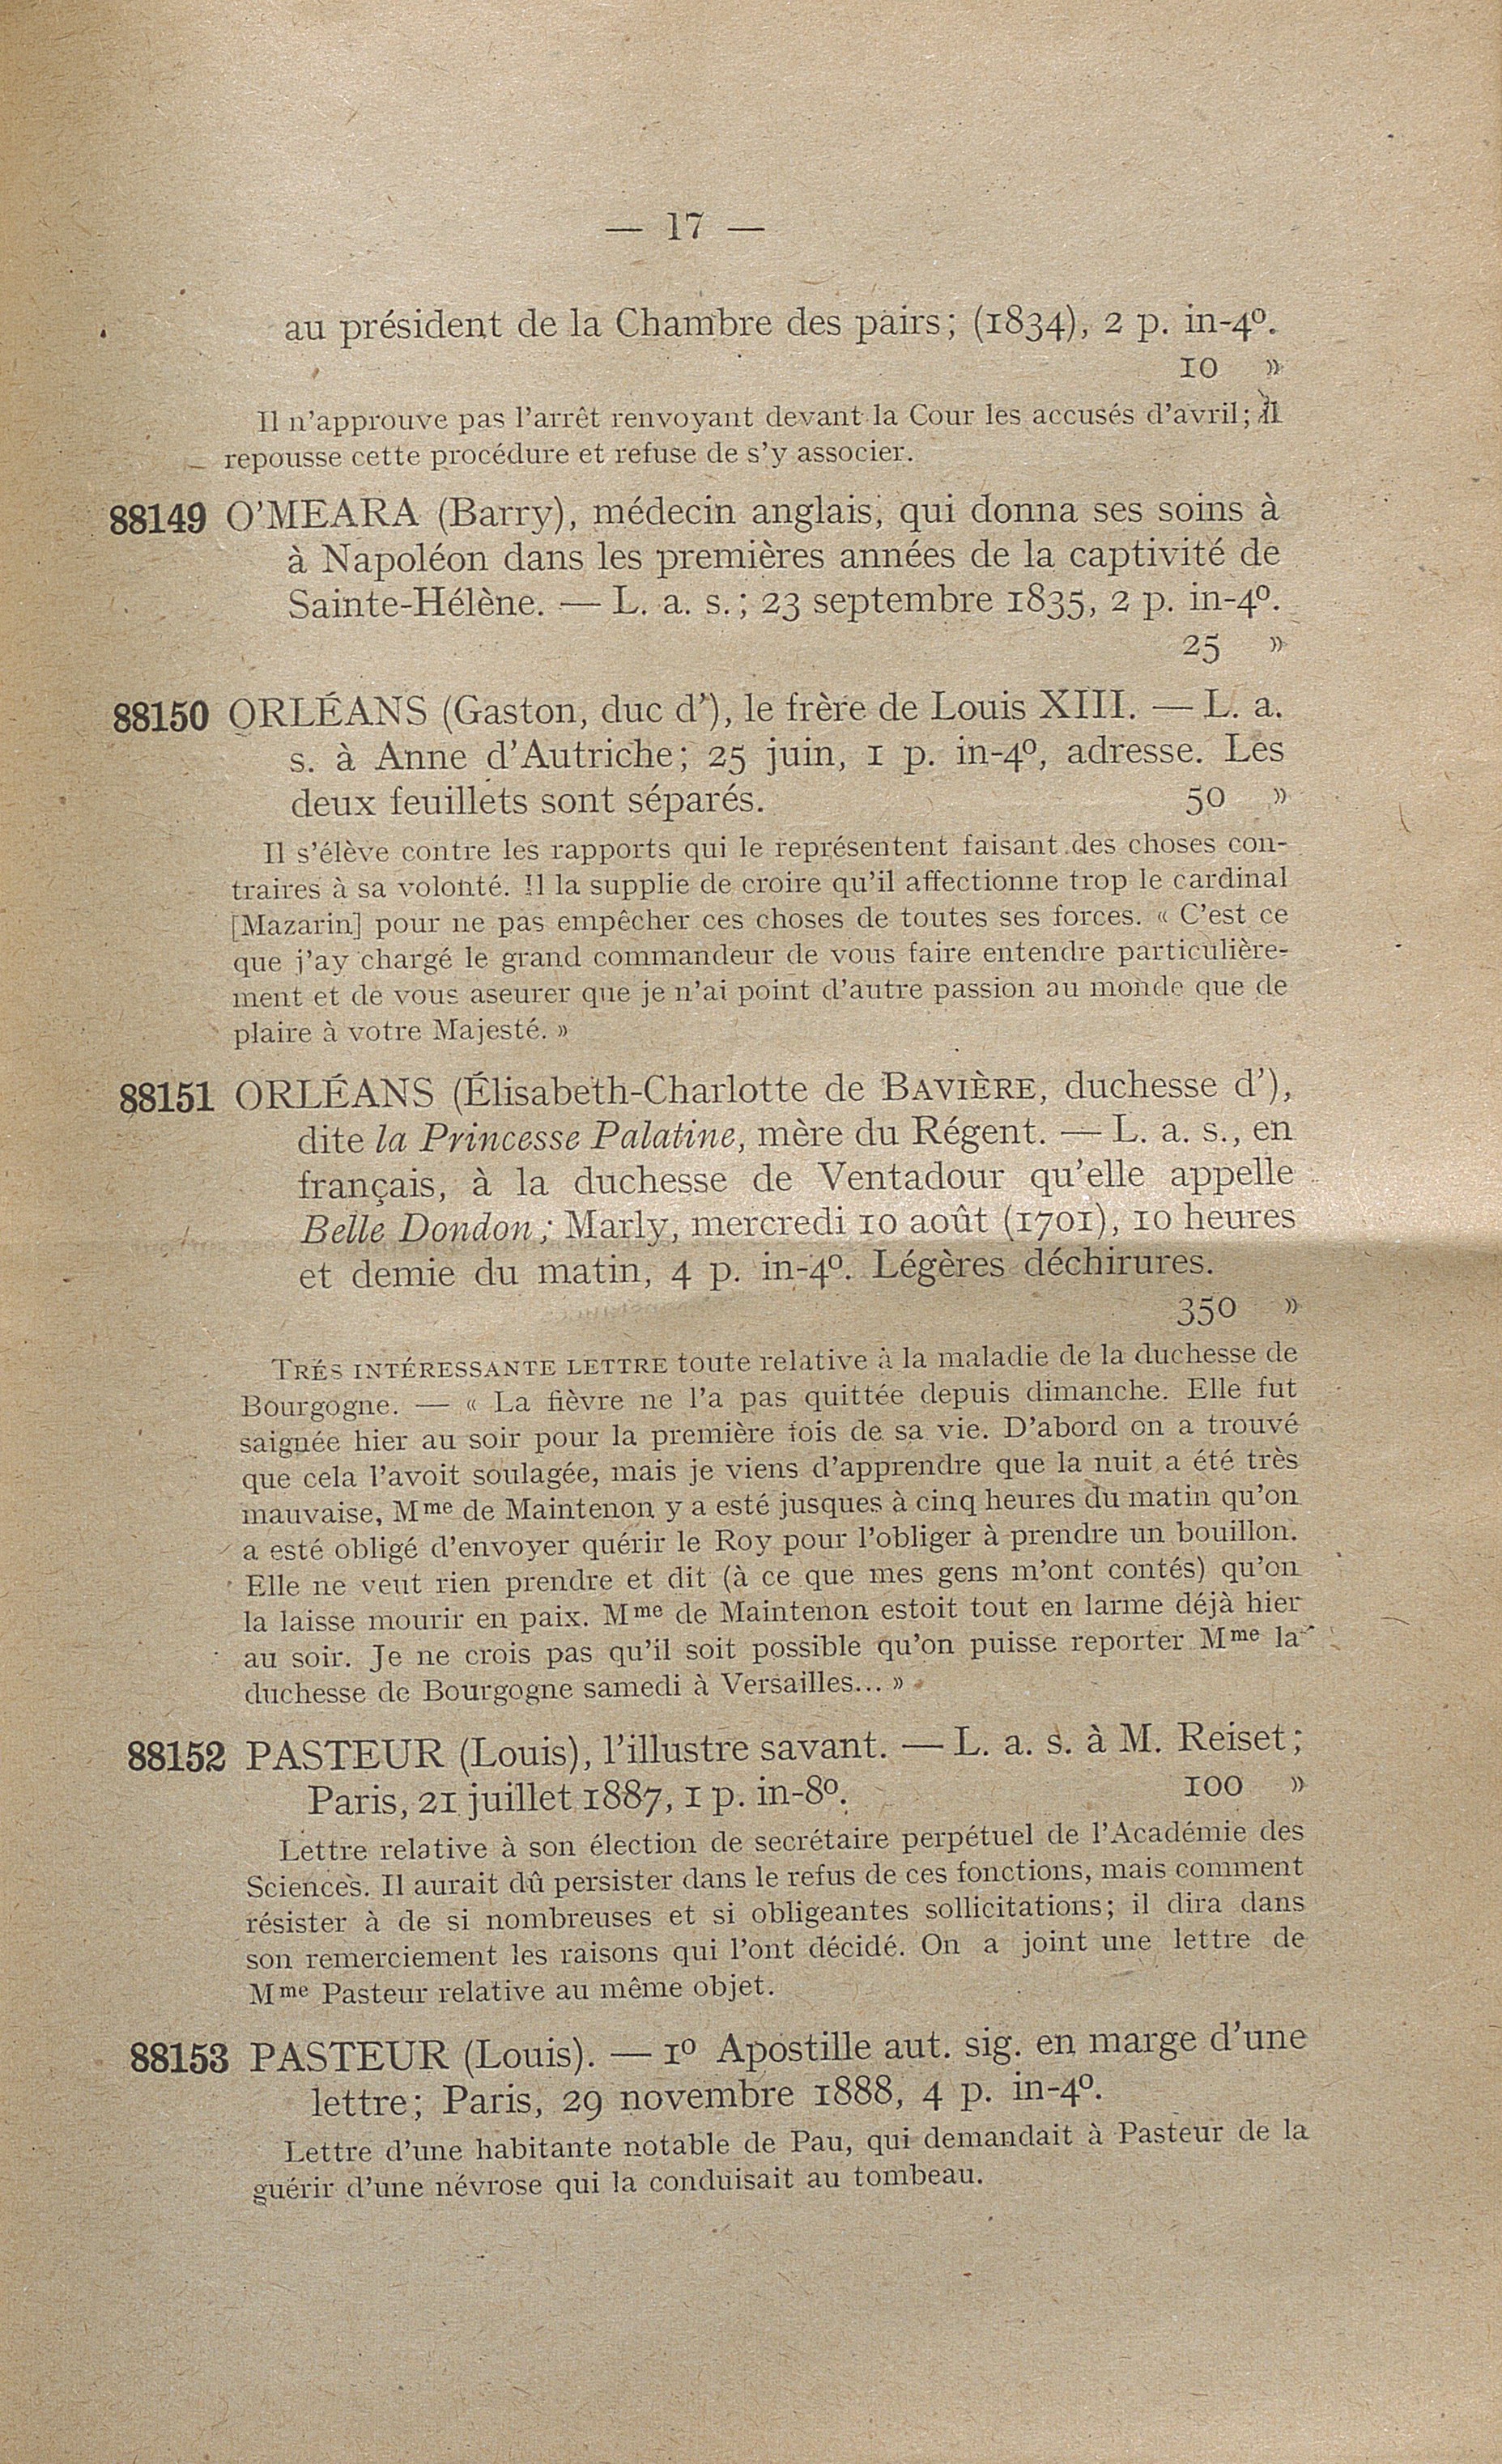 — 17 —
au président de la Chambre des pairs; (1834), 2 p. in-4º.
10 »
Il n'approuve pas l'arrêt renvoyant devant la Cour les accusés d'avril; il
repousse cette procédure et refuse de s'y associer.
88149 O'MEARA (Barry), médecin anglais, qui donna ses soins à
à Napoléon dans les premières années de la captivité de
Sainte-Hélène. — L. a. s.; 23 septembre 1835, 2 p. in-4º.
25 »
88150 ORLÉANS (Gaston, duc d'), le frère de Louis XIII. — L. a.
s. à Anne d'Autriche; 25 juin, 1 p. in-4º, adresse. Les
deux feuillets sont séparés. 50 »
Il s'élève contre les rapports qui le représentent faisant des choses con-
traires à sa volonté. Il la supplie de croire qu'il affectionne trop le cardinal
[Mazarin] pour ne pas empêcher ces choses de toutes ses forces. « C'est ce
que j'ay chargé le grand commandeur de vous faire entendre particulière-
ment et de vous aseurer que je n'ai point d'autre passion au monde que de
plaire à votre Majesté. »
88151 ORLÉANS (Élisabeth-Charlotte de BAVIÈRE, duchesse d'),
dite la Princesse Palatine, mère du Régent. — L. a. s., en
français, à la duchesse de Ventadour qu'elle appelle
Belle Dondon; Marly, mercredi 10 août (1701), 10 heures
et demie du matin, 4 p. in-4º. Légères déchirures.
350 »
TRÉS INTÉRESSANTE LETTRE toute relative à la maladie de la duchesse de
Bourgogne. — « La fièvre ne l'a pas quittée depuis dimanche. Elle fut
saignée hier au soir pour la première fois de sa vie. D'abord on a trouvé
que cela l'avoit soulagée, mais je viens d'apprendre que la nuit a été très
mauvaise, Mme de Maintenon y a esté jusques à cinq heures du matin qu'on
a esté obligé d'envoyer quérir le Roy pour l'obliger à prendre un bouillon.
Elle ne veut rien prendre et dit (à ce que mes gens m'ont contés) qu'on
la laisse mourir en paix. Mme de Maintenon estoit tout en larme déjà hier
au soir. Je ne crois pas qu'il soit possible qu'on puisse reporter Mme la
duchesse de Bourgogne samedi à Versailles... »
88152 PASTEUR (Louis), l'illustre savant. — L. a. s. à M. Reiset;
Paris, 21 juillet 1887, 1 p. in-8º. 100 »
Lettre relative à son élection de secrétaire perpétuel de l'Académie des
Sciences. Il aurait dû persister dans le refus de ces fonctions, mais comment
résister à de si nombreuses et si obligeantes sollicitations; il dira dans
son remerciement les raisons qui l'ont décidé. On a joint une lettre de
Mme Pasteur relative au même objet.
88153 PASTEUR (Louis). — 1º Apostille aut. sig. en marge d'une
lettre; Paris, 29 novembre 1888, 4 p. in-4º.
Lettre d'une habitante notable de Pau, qui demandait à Pasteur de la
guérir d'une névrose qui la conduisait au tombeau.